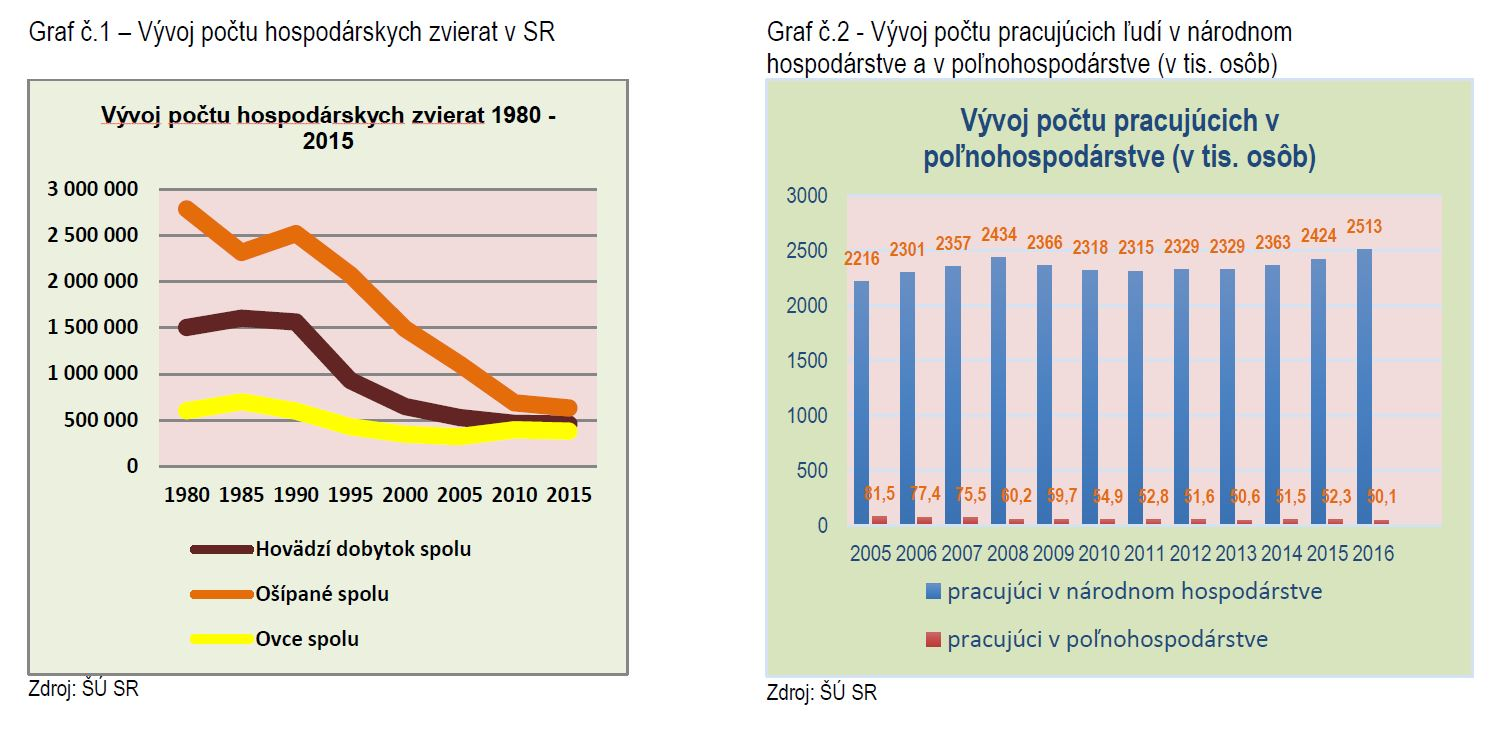 Graf č.1 – Vývoj počtu hospodárskych zvierat v SR
Vývoj počtu hospodárskych zvierat 1980 -
2015
3 000 000
2 500 000
2 000 000
1 500 000
1 000 000
500 000
0
1980 1985 1990 1995 2000 2005 2010 2015
Hovädzí dobytok spolu
Ošípané spolu
Ovce spolu
Zdroj: ŠÚ SR
Graf č.2 - Vývoj počtu pracujúcich ľudí v národnom
hospodárstve a v poľnohospodárstve (v tis. osôb)
Vývoj počtu pracujúcich v
poľnohospodárstve (v tis. osôb)
3000
2500
2000
1500
1000
500
0
2216 2301 2357 2434 2366 2318 2315 2329 2329 2363 2424 2513
81,5 77,4 75,5 60,2 59,7 54,9 52,8 51,6 50,6 51,5 52,3 50,1
2005 2006 2007 2008 2009 2010 2011 2012 2013 2014 2015 2016
pracujúci v národnom hospodárstve
pracujúci v poľnohospodárstve
Zdroj: ŠÚ SR